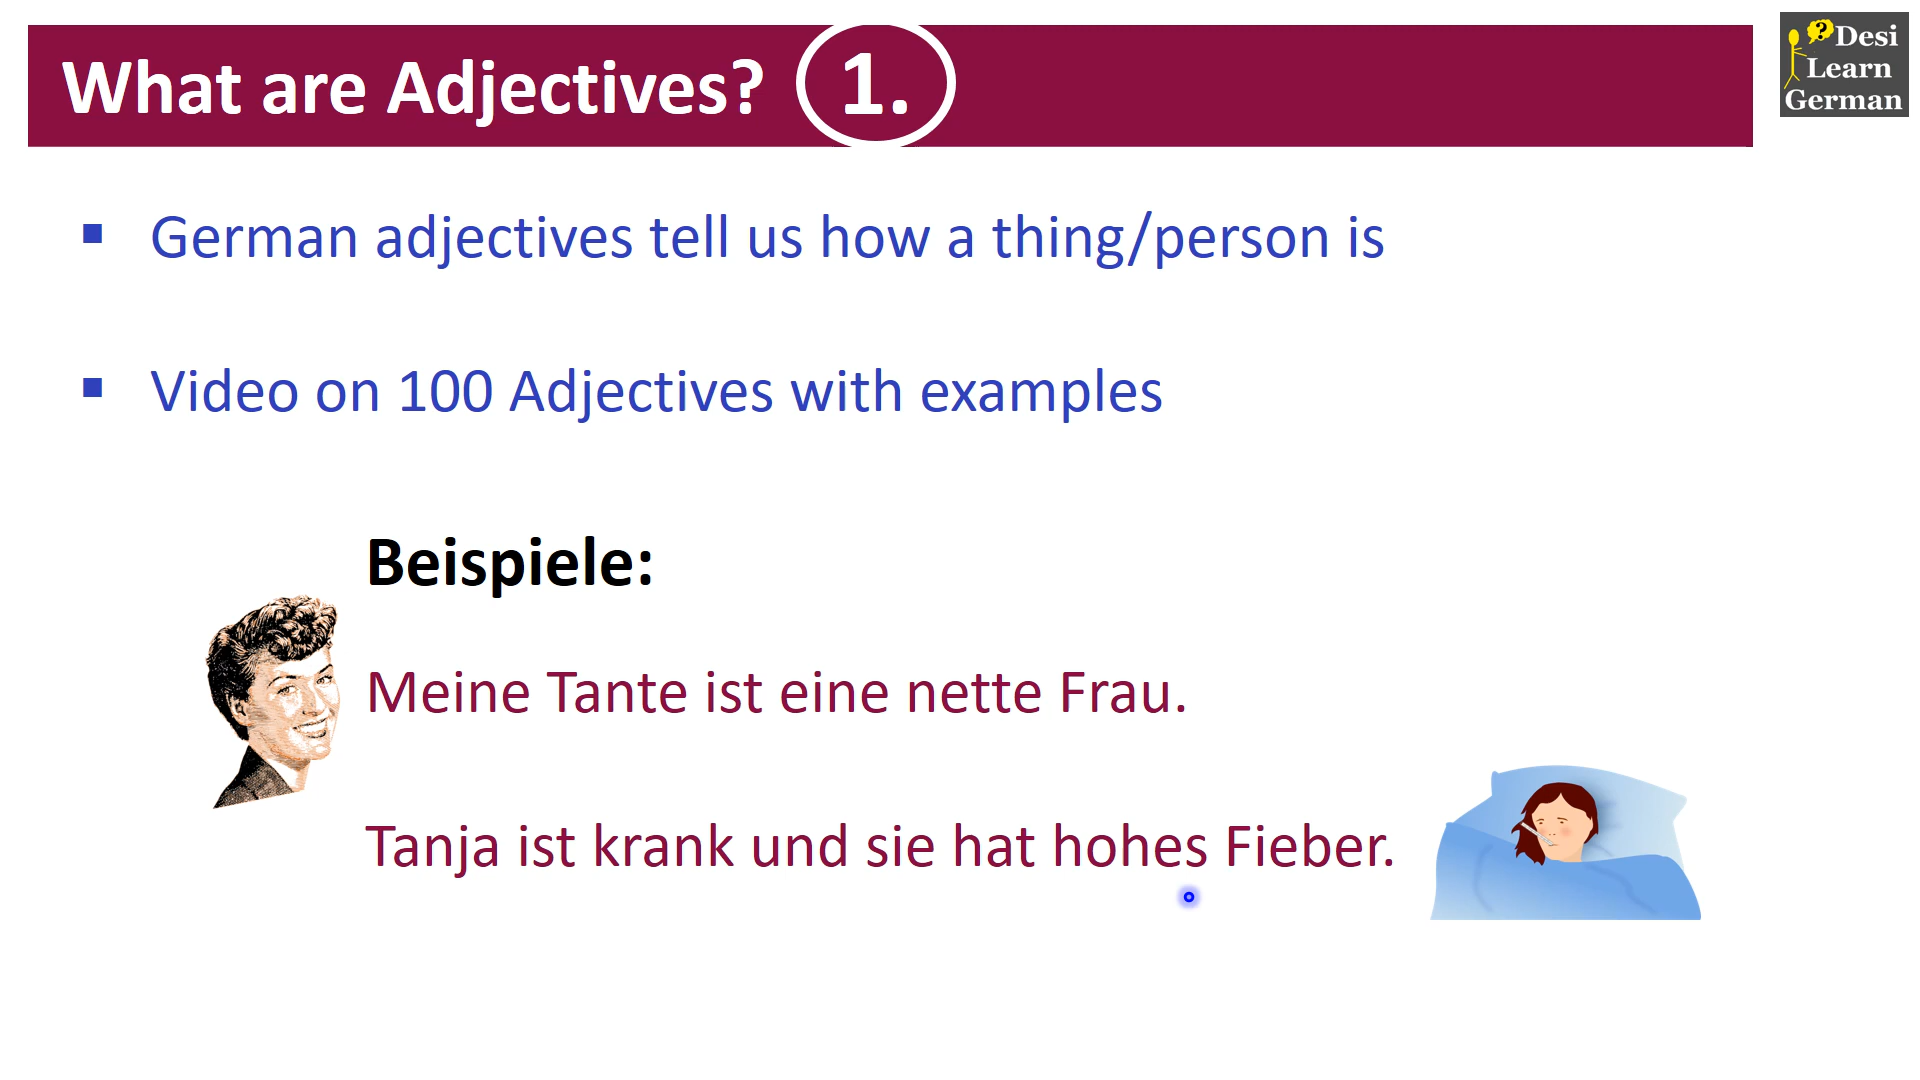 What are Adjectives? 1.
? Desi
Learn
German
▪ German adjectives tell us how a thing/person is
▪ Video on 100 Adjectives with examples
Beispiele:
Meine Tante ist eine nette Frau.
Tanja ist krank und sie hat hohes Fieber.